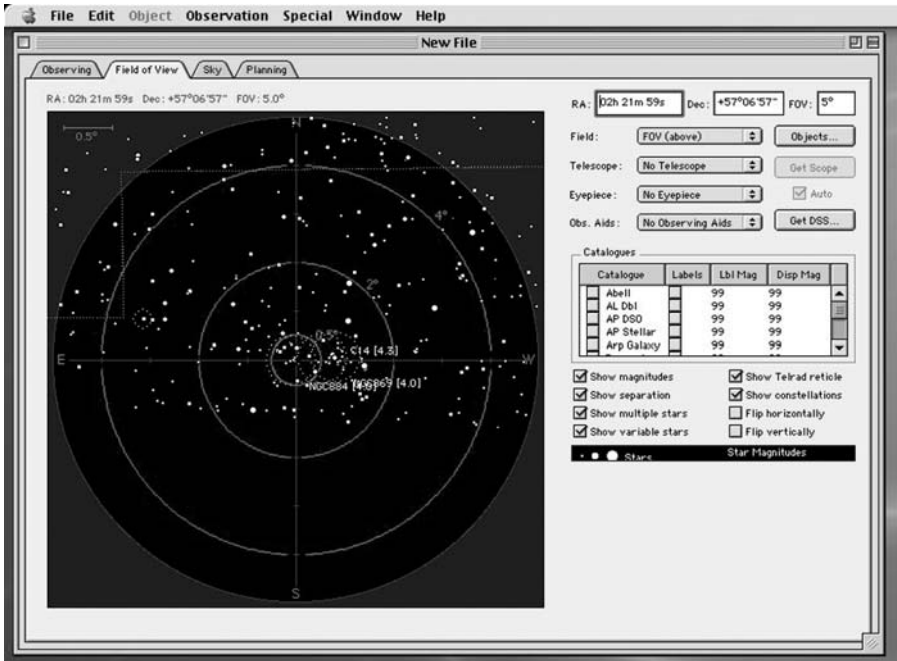 File Edit Object Observation Special Window Help
New File
Observing Field of View Sky Planning
RA: 02h 21m 59s Dec: +57°06'57" FOV: 5.0°
RA: 02h 21m 59s Dec: +57°06'57" FOV: 5°
Field: FOV (above) Objects...
Telescope: No Telescope Get Scope
Eyepiece: No Eyepiece Auto
Obs. Aids: No Observing Aids Get DSS...
0.5°
N
4°
2°
0.5°
C14 [4.3]
E
W
NGC884
NGC869 [4.0]
S
Catalogues
Catalogue Labels Lbl Mag Disp Mag
Abell 99 99
AL Dbl 99 99
AP DSO 99 99
AP Stellar 99 99
Arp Galaxy 99 99
Show magnitudes Show Telrad reticle
Show separation Show constellations
Show multiple stars Flip horizontally
Show variable stars Flip vertically
Stars Star Magnitudes